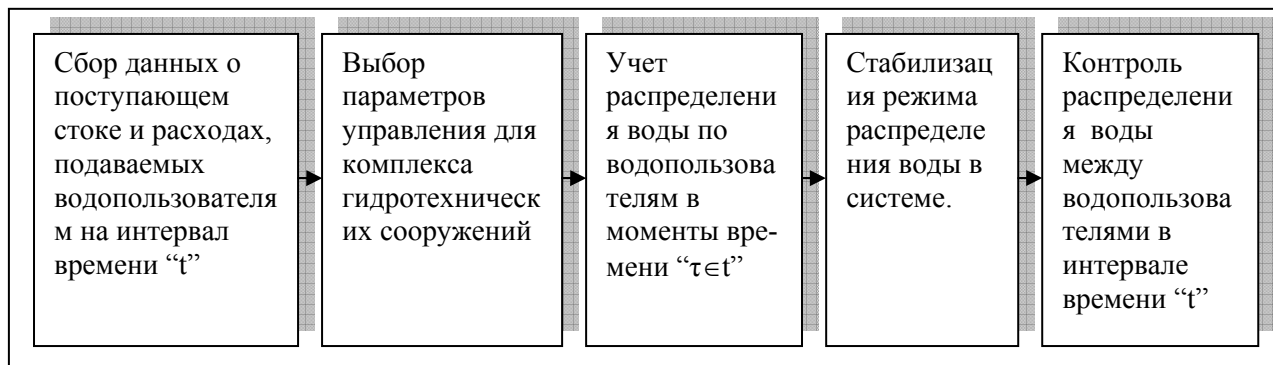 Сбор данных о
поступающем
стоке и расходах,
подаваемых
водопользователя
м на интервал
времени “t”
Выбор
параметров
управления для
комплекса
гидротехническ
их сооружений
Учет
распределени
я воды по
водопользова
телям в
моменты вре-
мени “τ∈t”
Стабилизац
ия режима
распределе
ния воды в
системе.
Контроль
распределени
я воды
между
водопользова
телями в
интервале
времени “t”